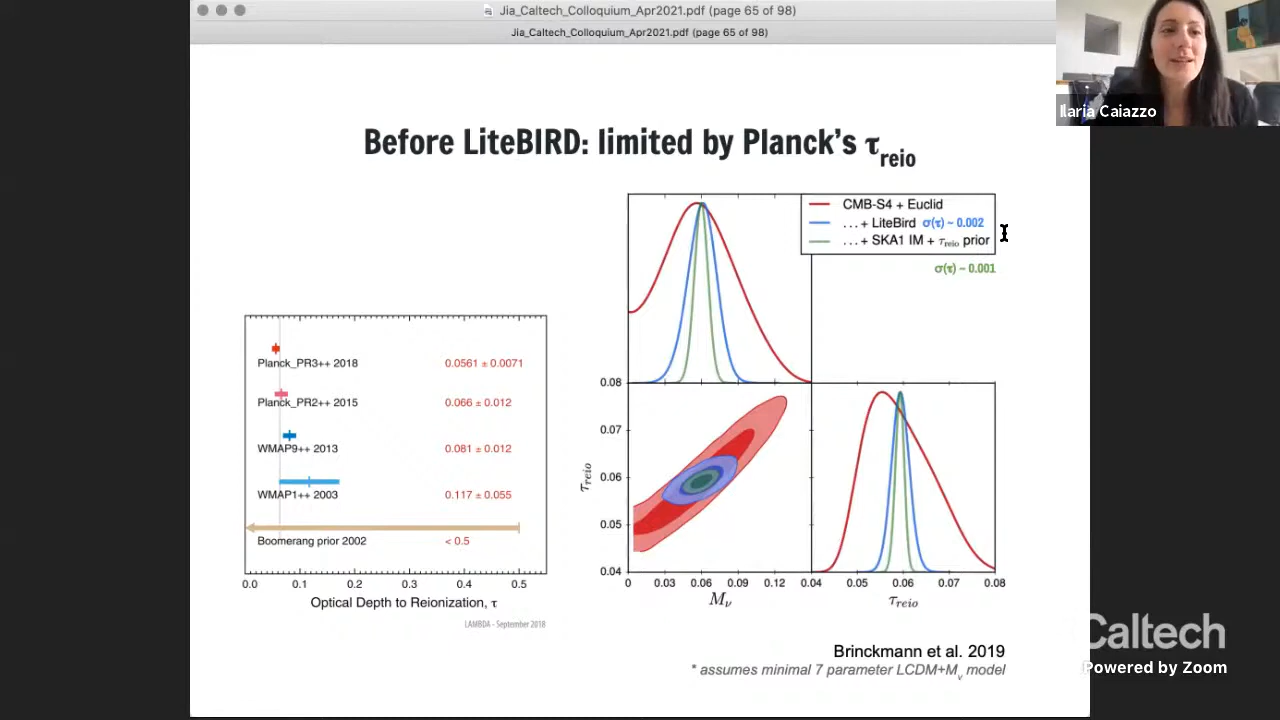 Jia_Caltech_Colloquium_Apr2021.pdf (page 65 of 98)
Jia_Caltech_Colloquium_Apr2021.pdf (page 65 of 98)
Ilaria Caiazzo
Before LiteBIRD: limited by Planck's τreio
CMB-S4 + Euclid
...+ LiteBird σ(τ) ~ 0.002
...+ SKA1 IM + τreio prior
σ(τ) ~ 0.001
Planck_PR3++ 2018 0.0561 ± 0.0071
Planck_PR2++ 2015 0.066 ± 0.012
WMAP9++ 2013 0.081 ± 0.012
WMAP1++ 2003 0.117 ± 0.055
Boomerang prior 2002 < 0.5
0.0 0.1 0.2 0.3 0.4 0.5
Optical Depth to Reionization, τ
LAMBDA - September 2018
0.08
0.07
0.06
0.05
0.04
τreio
0 0.03 0.06 0.09 0.12 0.04 0.05 0.06 0.07 0.08
Mν τreio
Brinckmann et al. 2019
* assumes minimal 7 parameter LCDM+Mν model
Caltech
Powered by Zoom